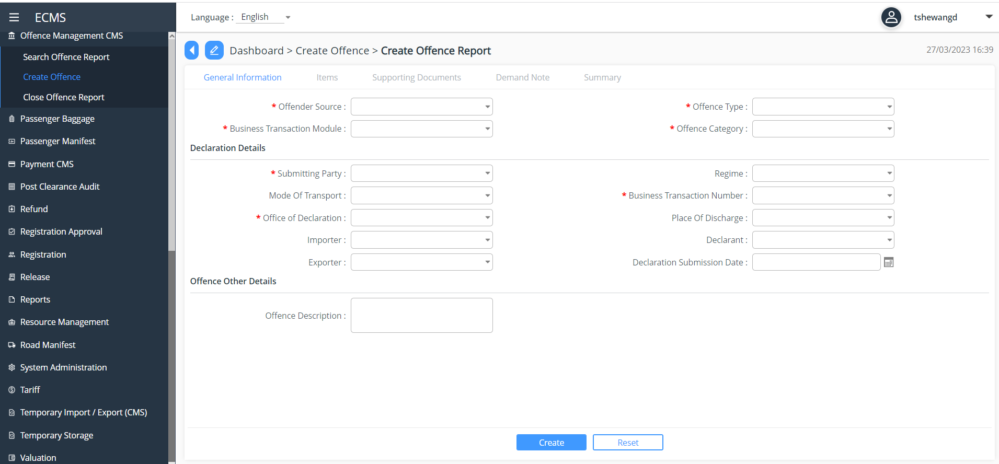 ECMS
Language : English
tshewangd
Offence Management CMS
Search Offence Report
Create Offence
Close Offence Report
Passenger Baggage
Passenger Manifest
Payment CMS
Post Clearance Audit
Refund
Registration Approval
Registration
Release
Reports
Resource Management
Road Manifest
System Administration
Tariff
Temporary Import / Export (CMS)
Temporary Storage
Valuation
Dashboard > Create Offence > Create Offence Report
27/03/2023 16:39
General Information Items Supporting Documents Demand Note Summary
* Offender Source : * Offence Type :
* Business Transaction Module : * Offence Category :
Declaration Details
* Submitting Party : Regime :
Mode Of Transport : * Business Transaction Number :
* Office of Declaration : Place Of Discharge :
Importer : Declarant :
Exporter : Declaration Submission Date :
Offence Other Details
Offence Description :
Create Reset